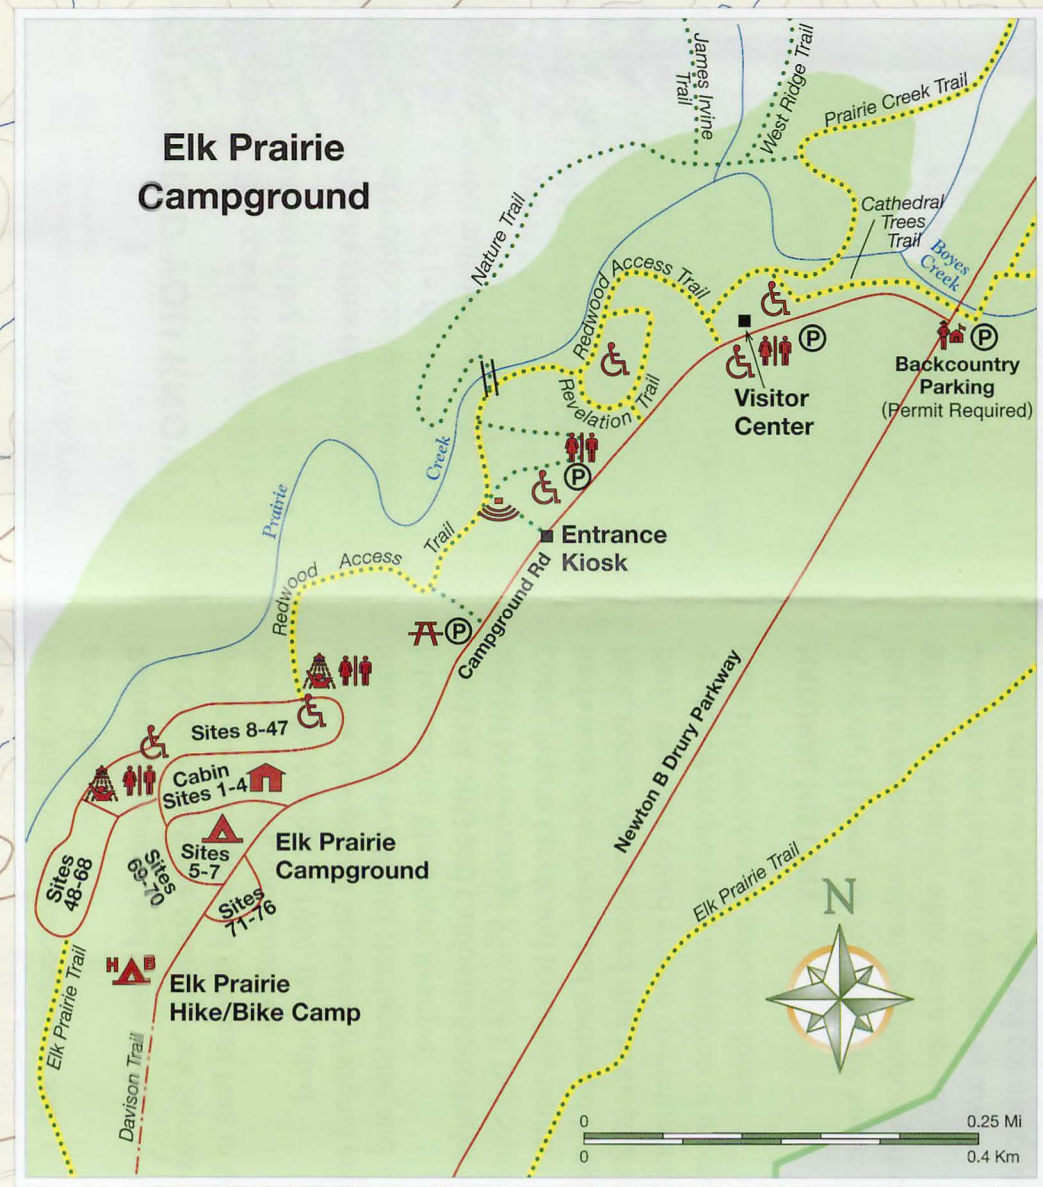 Elk Prairie
Campground
James Irvine
Trail
West Ridge Trail
Prairie Creek Trail
Nature Trail
Cathedral
Trees
Trail
Boyes
Creek
Redwood Access Trail
Revelation Trail
P
P
Visitor
Center
Backcountry
Parking
(Permit Required)
Prairie
Creek
P
Entrance
Kiosk
Redwood Access Trail
P
Campground Rd
Newton B Drury Parkway
Sites 8-47
Cabin
Sites 1-4
Sites
5-7
Sites
48-68
Sites
69-70
Sites
71-76
Elk Prairie
Campground
Elk Prairie Trail
H B
Elk Prairie
Hike/Bike Camp
Elk Prairie Trail
Davison Trail
N
0 0.25 Mi
0 0.4 Km